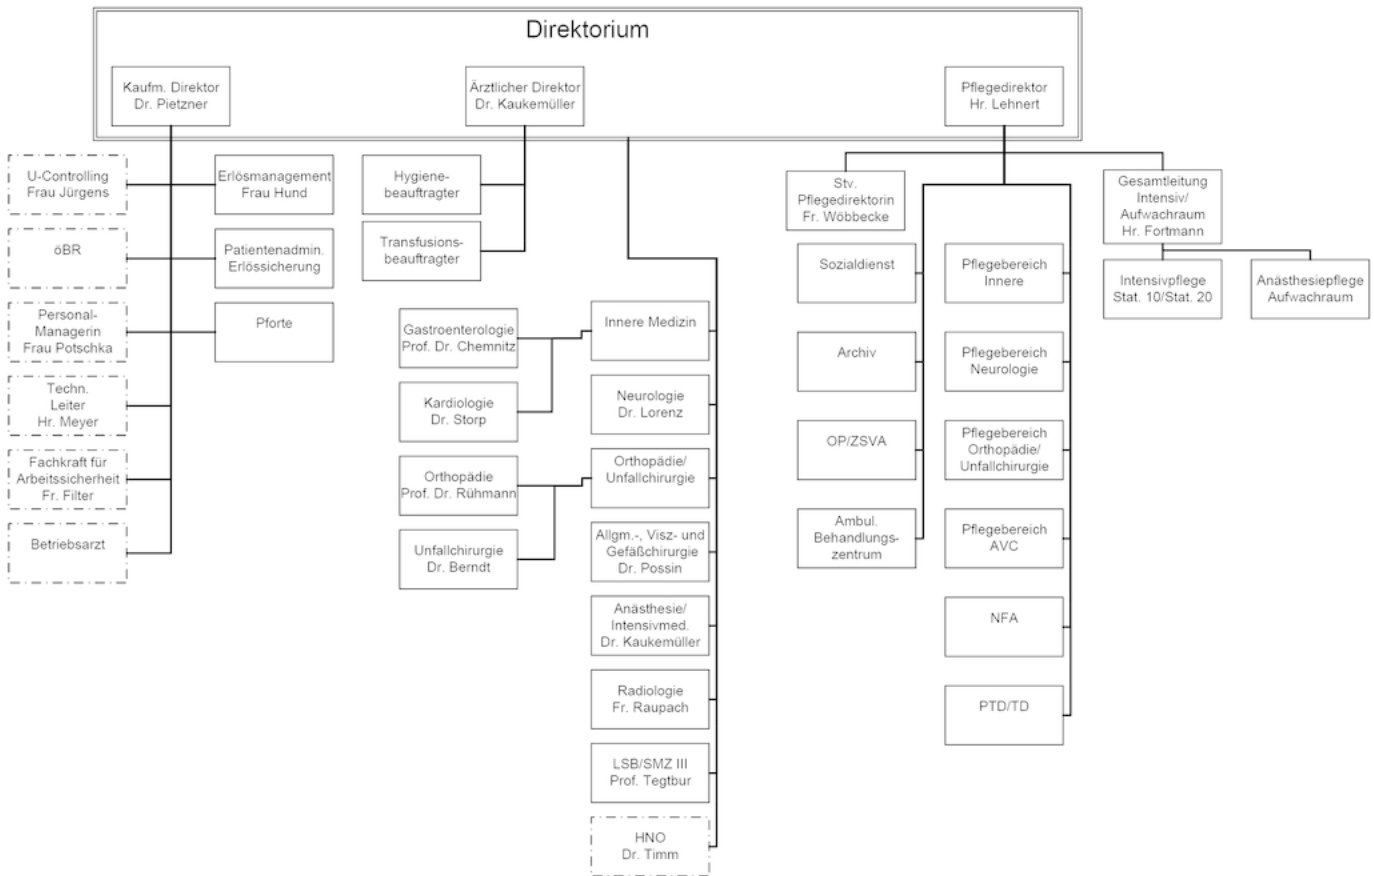 Direktorium
Kaufm. Direktor
Dr. Pietzner
Ärztlicher Direktor
Dr. Kaukemüller
Pflegedirektor
Hr. Lehnert
U-Controlling
Frau Jürgens
Erlösmanagement
Frau Hund
öBR
Patientenadmin.
Erlössicherung
Personal-
Managerin
Frau Potschka
Pforte
Techn.
Leiter
Hr. Meyer
Fachkraft für
Arbeitssicherheit
Fr. Filter
Betriebsarzt
Hygiene-
beauftragter
Transfusions-
beauftragter
Innere Medizin
Gastroenterologie
Prof. Dr. Chemnitz
Kardiologie
Dr. Storp
Neurologie
Dr. Lorenz
Orthopädie/
Unfallchirurgie
Orthopädie
Prof. Dr. Rühmann
Unfallchirurgie
Dr. Berndt
Allgm.-, Visz- und
Gefäßchirurgie
Dr. Possin
Anästhesie/
Intensivmed.
Dr. Kaukemüller
Radiologie
Fr. Raupach
LSB/SMZ III
Prof. Tegtbur
HNO
Dr. Timm
Stv.
Pflegedirektorin
Fr. Wöbbecke
Sozialdienst
Archiv
OP/ZSVA
Ambul.
Behandlungs-
zentrum
Pflegebereich
Innere
Pflegebereich
Neurologie
Pflegebereich
Orthopädie/
Unfallchirurgie
Pflegebereich
AVC
NFA
PTD/TD
Gesamtleitung
Intensiv/
Aufwachraum
Hr. Fortmann
Intensivpflege
Stat. 10/Stat. 20
Anästhesiepflege
Aufwachraum